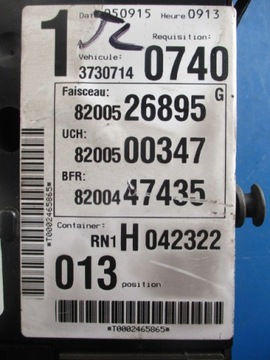 Date 050915 Heure 0913
1
Requisition:
Vehicule:
3730714 0740
Faisceau: G
82005 26895
UCH:
82005 00347
BFR:
82004 47435
Container:
RN1 H 042322
013 position
*T0002465865*
*T0002465865*